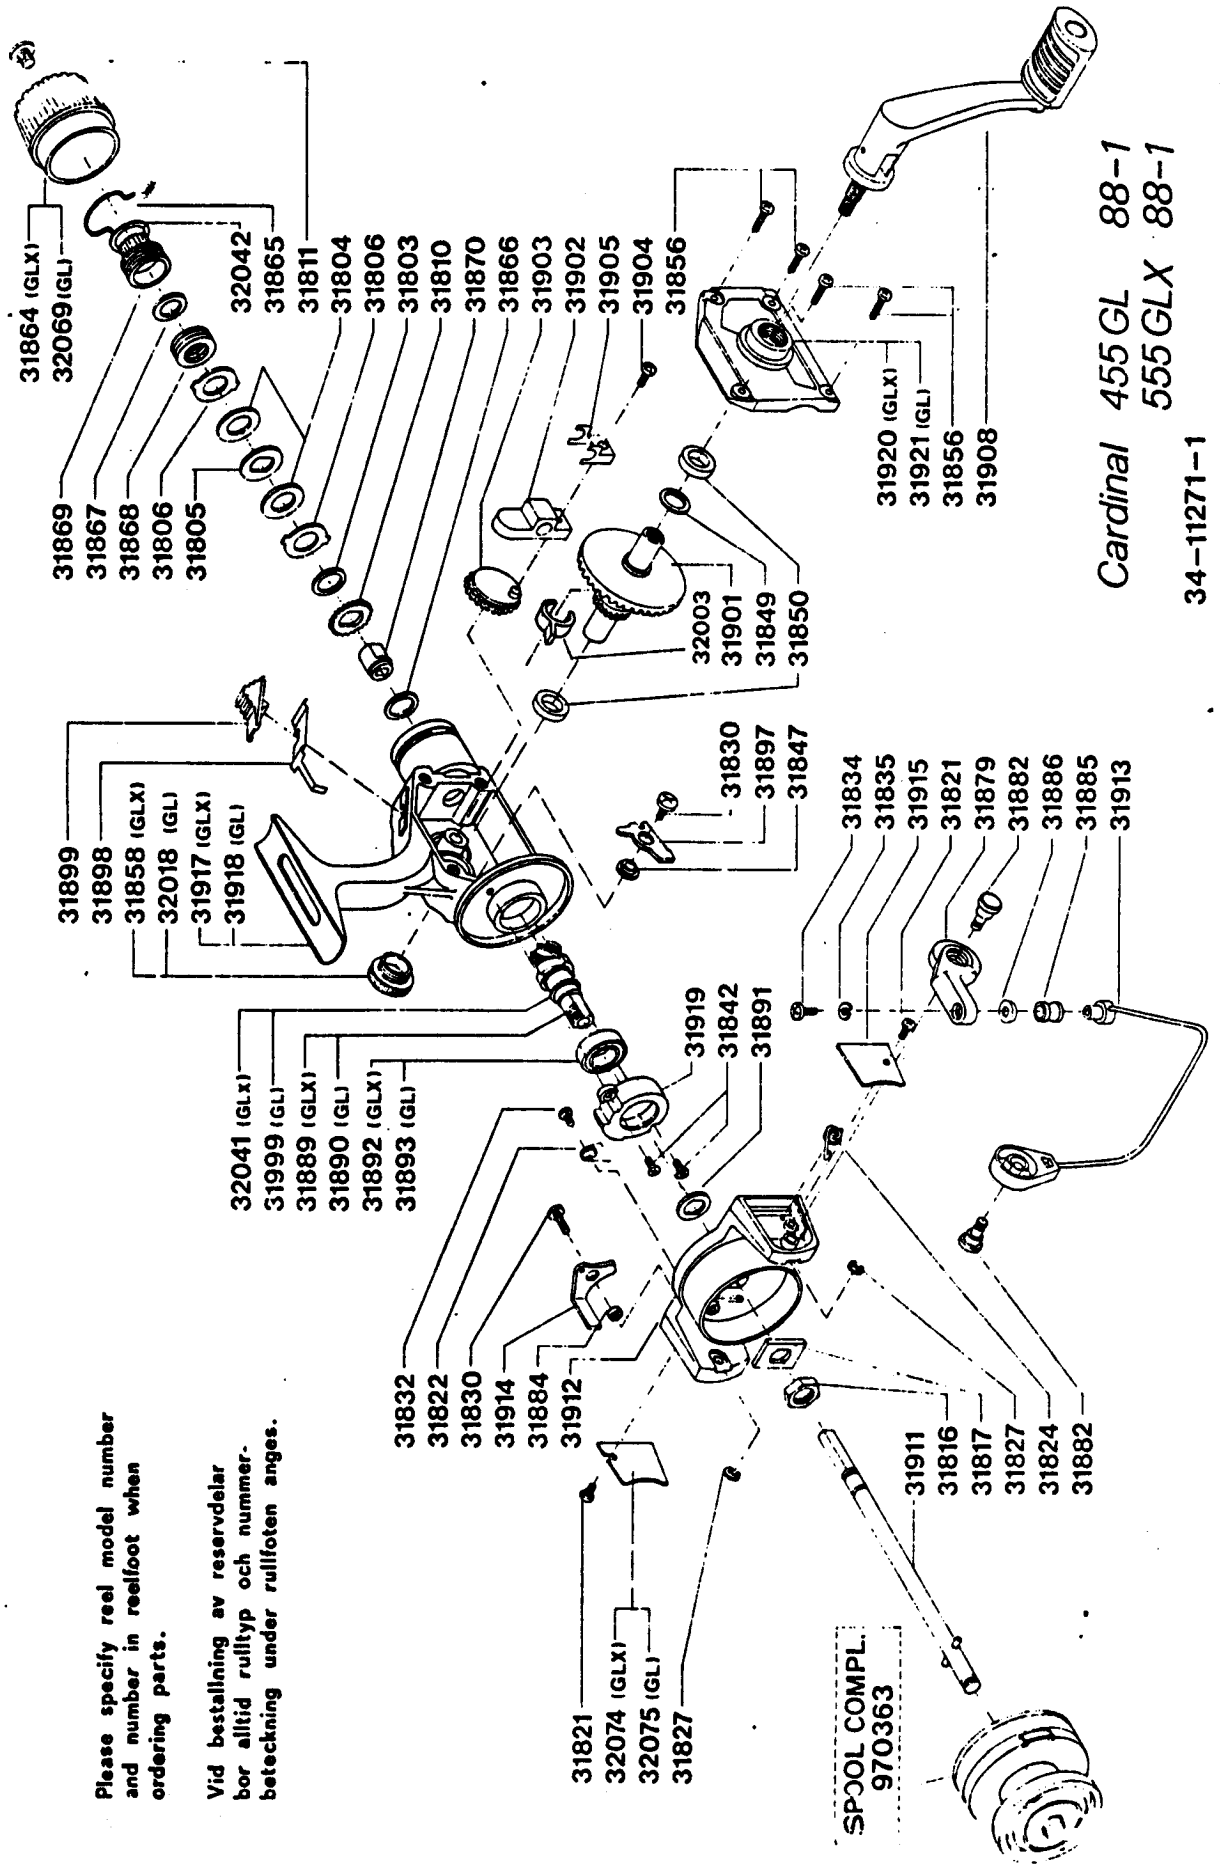 Please specify reel model number
and number in reelfoot when
ordering parts.
Vid bestallning av reservdelar
bor alltid rulltyp och nummer-
beteckning under rullfoten anges.
31864 (GLX)
32069 (GL)
31869
31867
31868
31806
31805
32042
31865
31811
31804
31806
31803
31810
31870
31866
31903
31902
31905
31904
31856
31899
31898
31858 (GLX)
32018 (GL)
31917 (GLX)
31918 (GL)
32003
31901
31849
31850
31920 (GLX)
31921 (GL)
31856
31908
31830
31897
31847
32041 (GLX)
31999 (GL)
31889 (GLX)
31890 (GL)
31892 (GLX)
31893 (GL)
31919
31842
31891
31834
31835
31915
31821
31879
31882
31886
31885
31913
31832
31822
31830
31914
31884
31912
31911
31816
31817
31827
31824
31882
31821
32074 (GLX)
32075 (GL)
31827
SPOOL COMPL.
970363
Cardinal 455GL 88-1
555GLX 88-1
34-11271-1